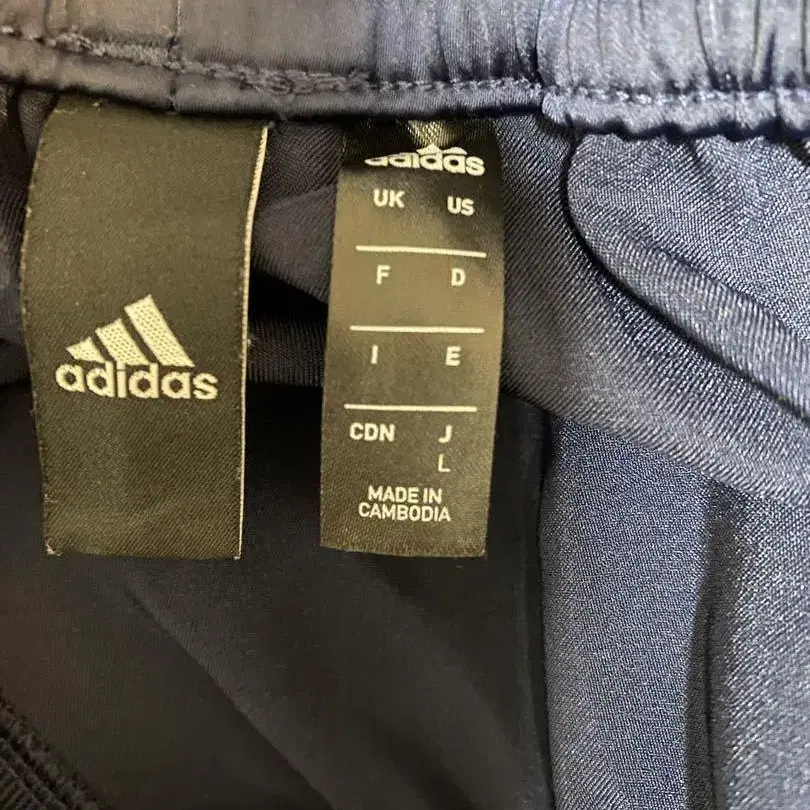 adidas
adidas
UK US
F D
I E
CDN J
L
MADE IN
CAMBODIA